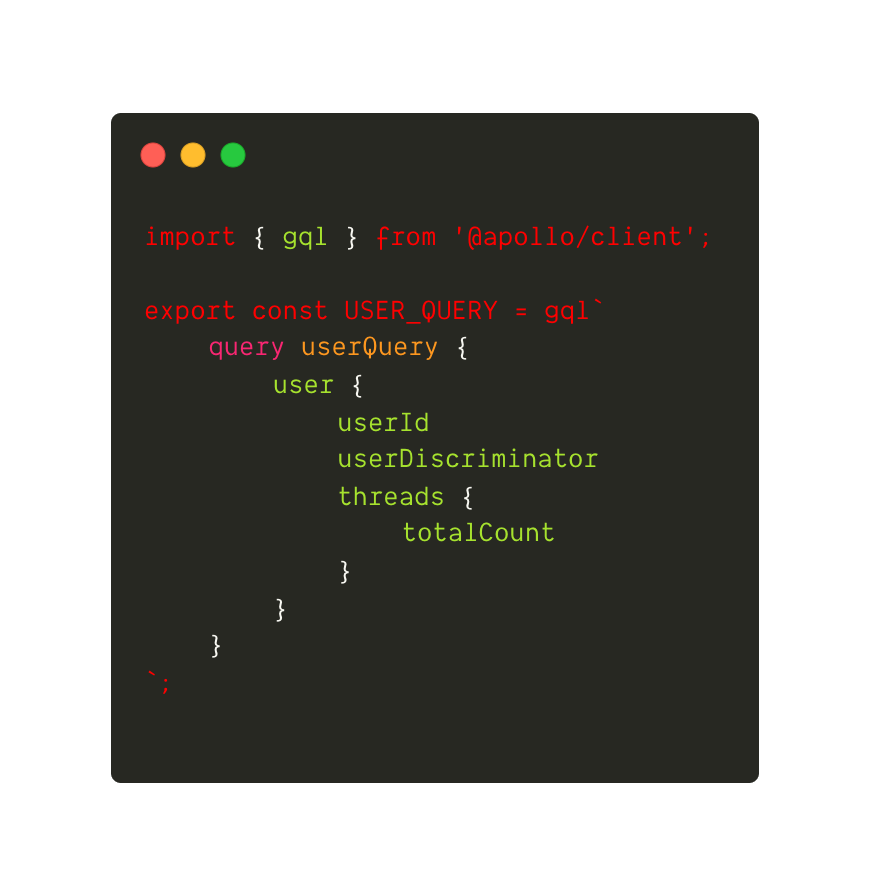 import { gql } from '@apollo/client';
export const USER_QUERY = gql`
query userQuery {
user {
userId
userDiscriminator
threads {
totalCount
}
}
}
`;